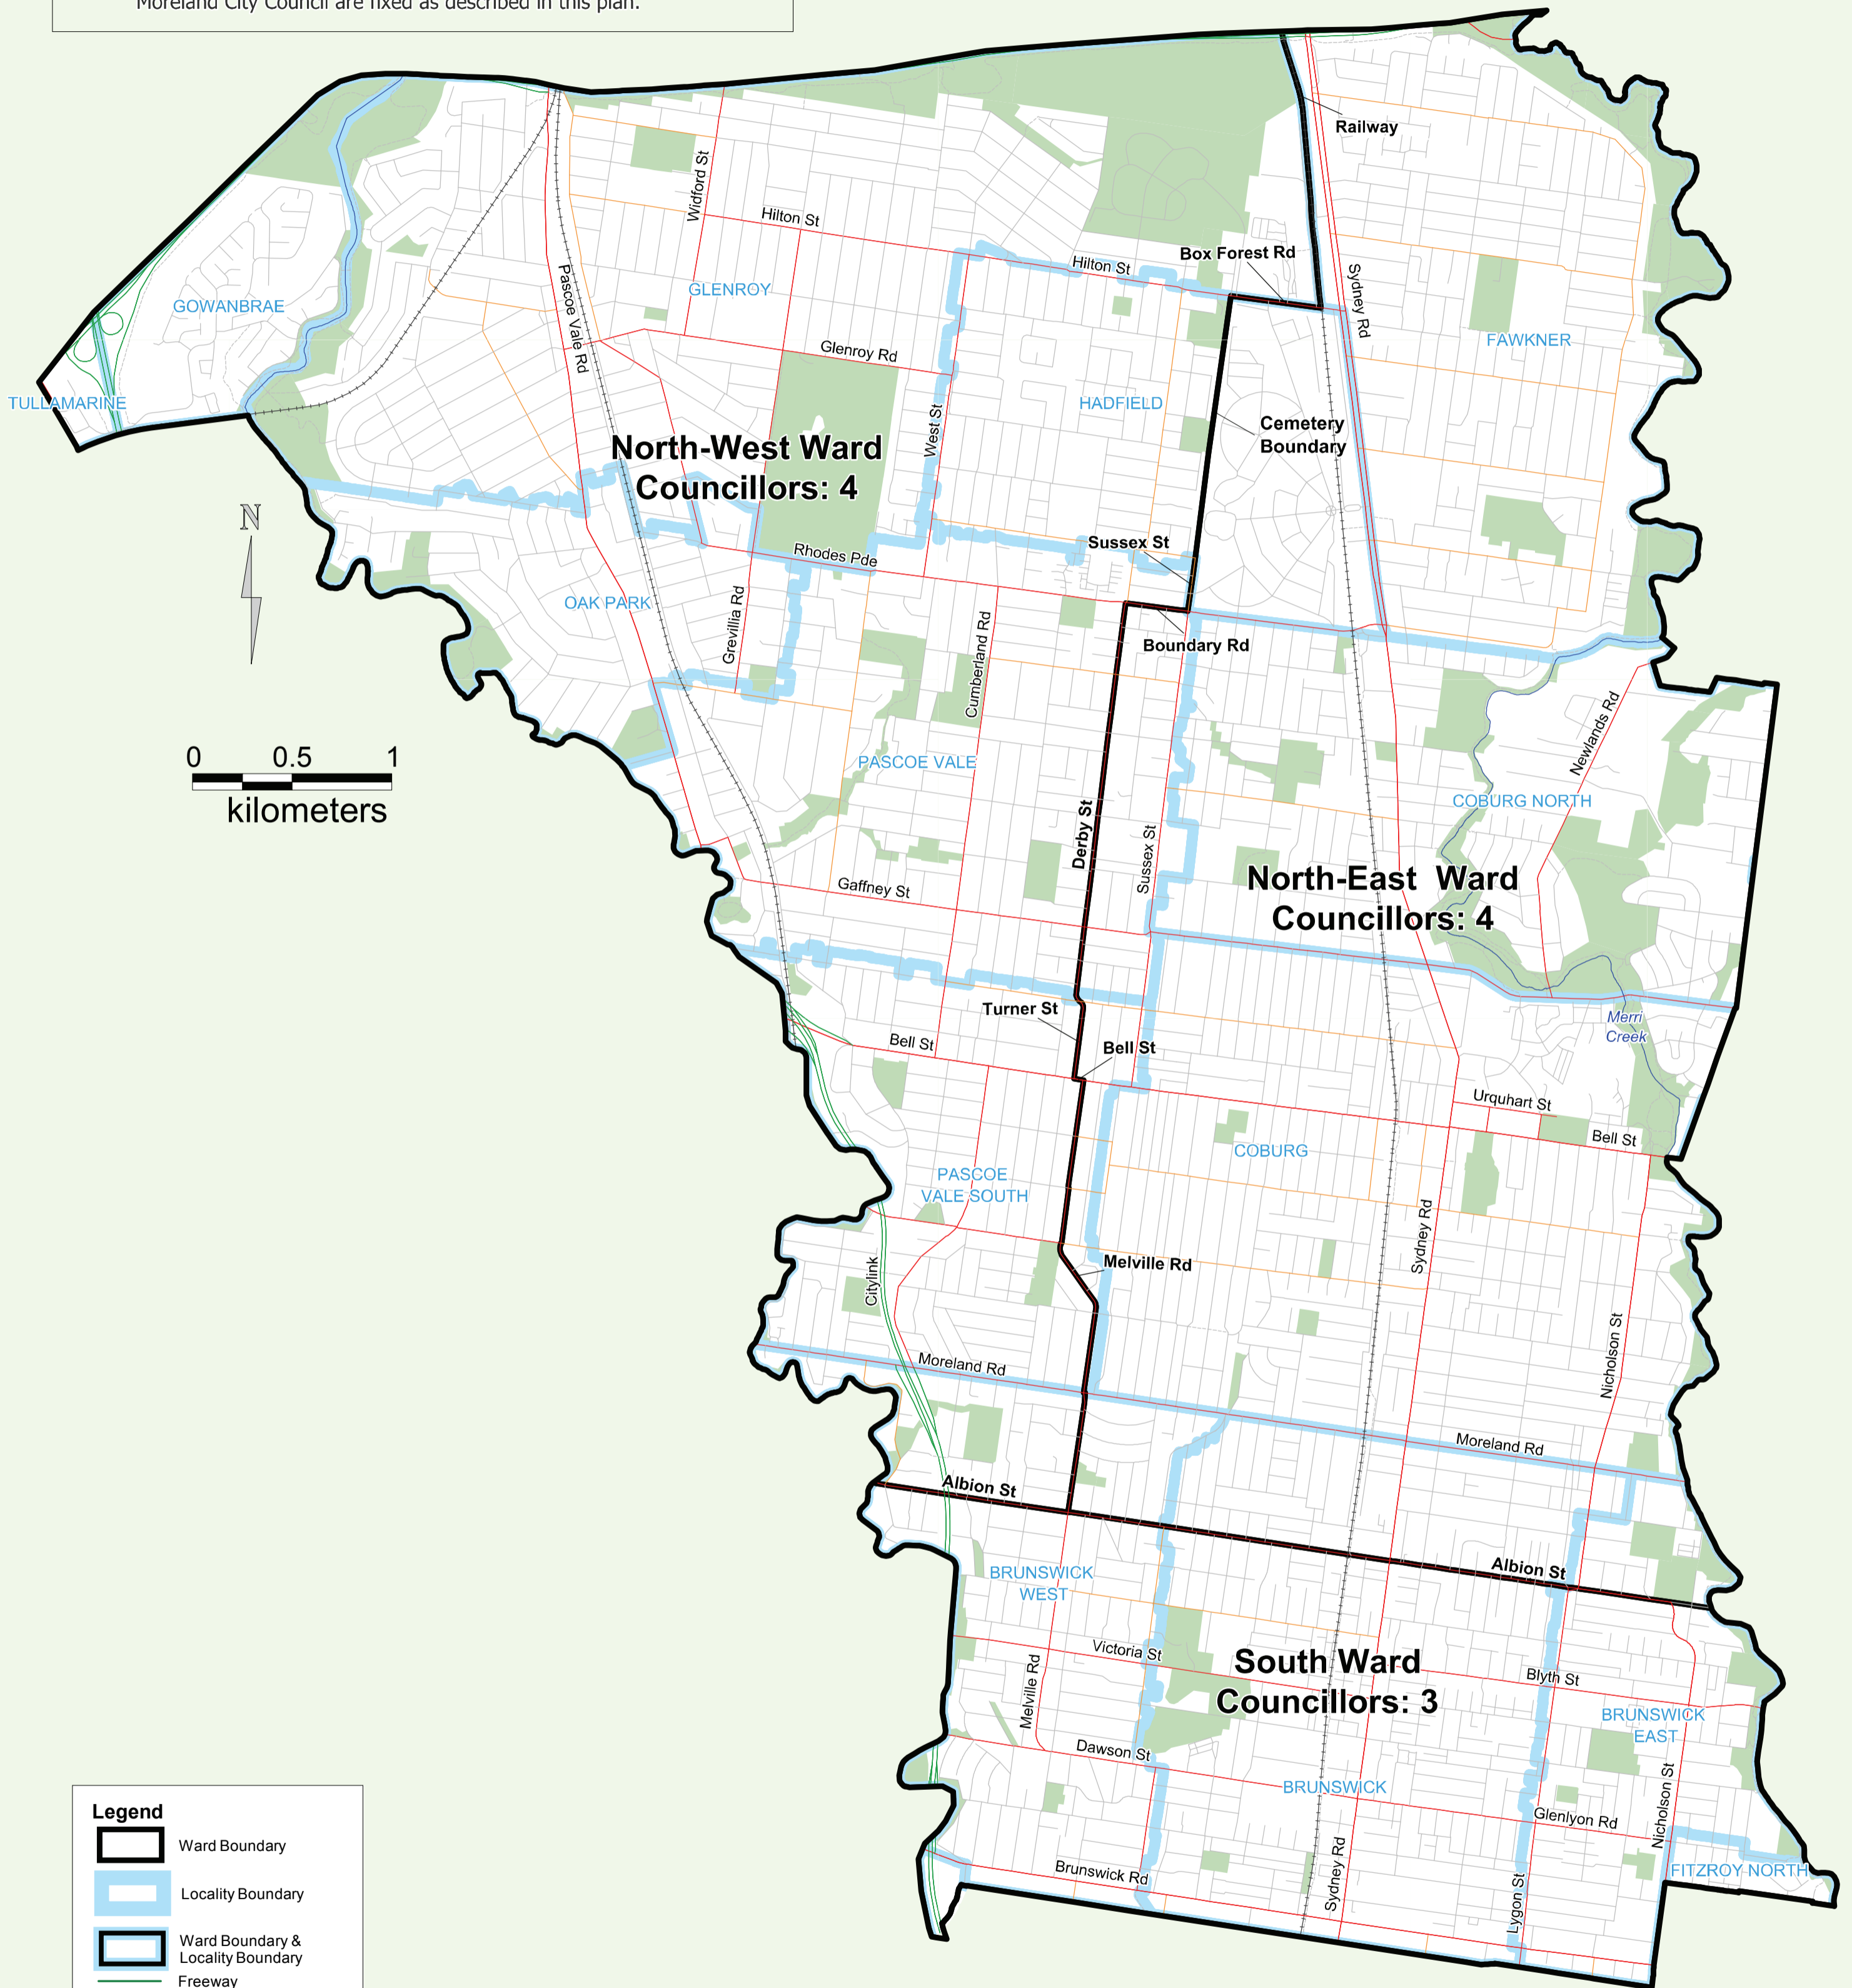 Moreland City Council are fixed as described in this plan.
Railway
Widford St
Hilton St
Box Forest Rd
Hilton St
Pascoe Vale Rd
Sydney Rd
GLENROY
GOWANBRAE
FAWKNER
Glenroy Rd
TULLAMARINE
HADFIELD
West St
Cemetery
Boundary
North-West Ward
Councillors: 4
N
Sussex St
Rhodes Pde
OAK PARK
Grevillia Rd
Cumberland Rd
Boundary Rd
Newlands Rd
0 0.5 1
kilometers
PASCOE VALE
COBURG NORTH
Derby St
Sussex St
North-East Ward
Councillors: 4
Gaffney St
Turner St
Merri
Creek
Bell St
Bell St
Urquhart St
Bell St
COBURG
PASCOE
VALE SOUTH
Sydney Rd
Melville Rd
Citylink
Nicholson St
Moreland Rd
Moreland Rd
Albion St
Albion St
BRUNSWICK
WEST
Victoria St
South Ward
Councillors: 3
Blyth St
Melville Rd
BRUNSWICK
EAST
Dawson St
BRUNSWICK
Nicholson St
Glenlyon Rd
Brunswick Rd
Sydney Rd
Lygon St
FITZROY NORTH
Legend
Ward Boundary
Locality Boundary
Ward Boundary &
Locality Boundary
Freeway